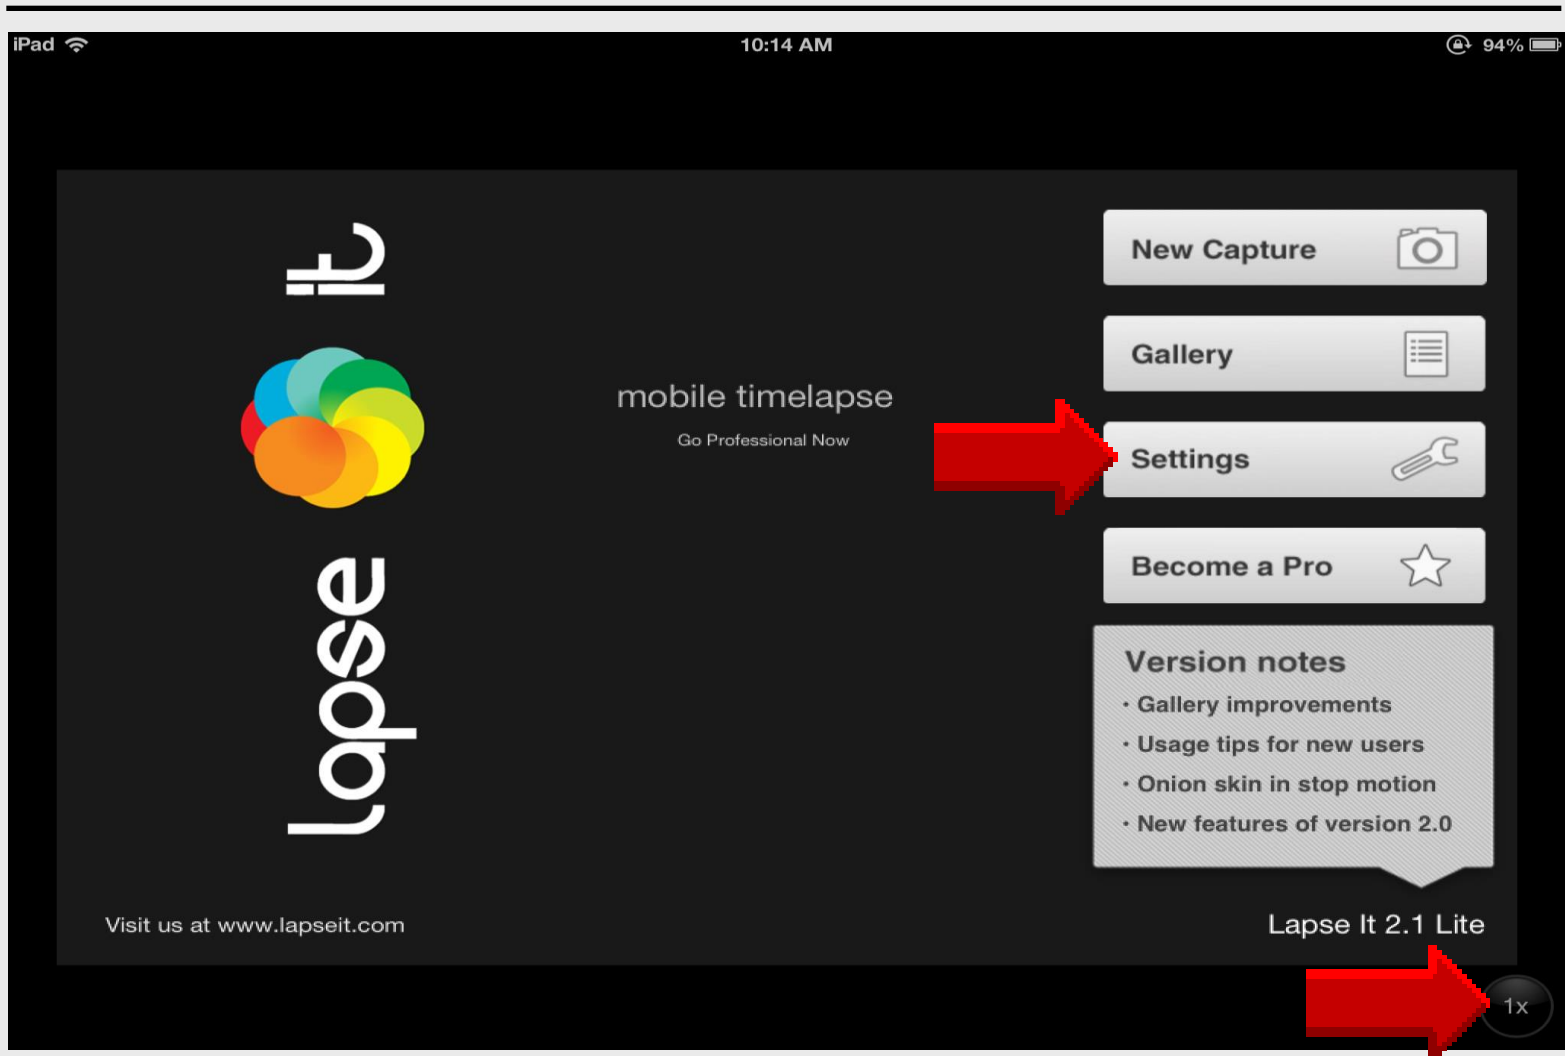 iPad
10:14 AM
94%
lapse it
mobile timelapse
Go Professional Now
New Capture
Gallery
Settings
Become a Pro
Version notes
· Gallery improvements
· Usage tips for new users
· Onion skin in stop motion
· New features of version 2.0
Visit us at www.lapseit.com
Lapse It 2.1 Lite
1x